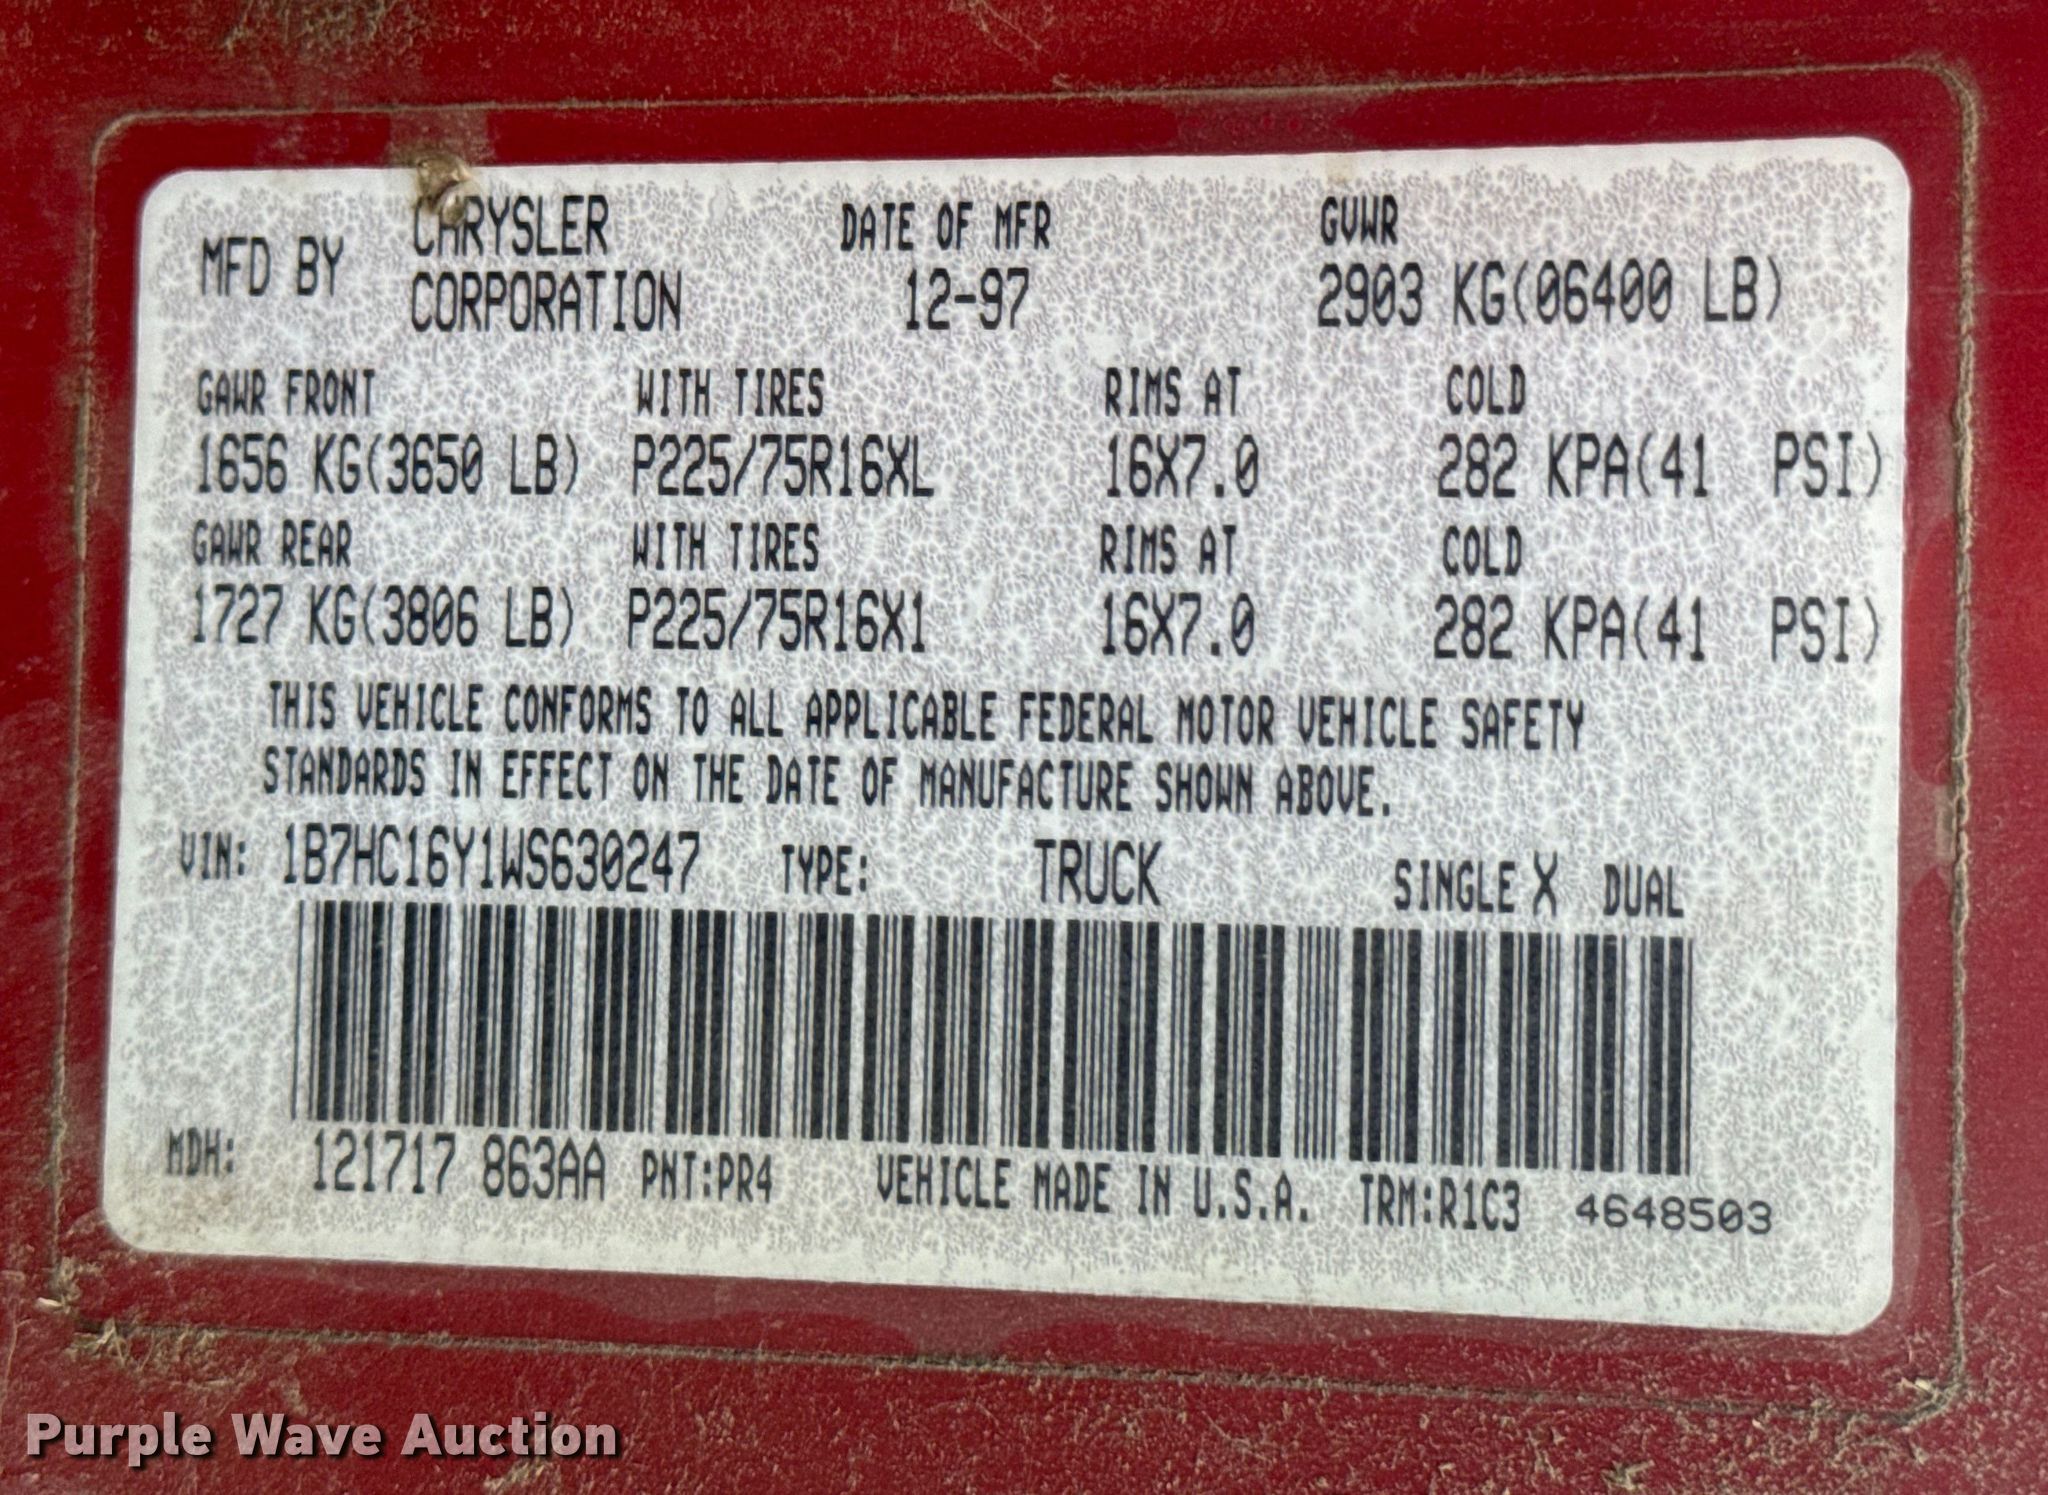 MFD BY CHRYSLER CORPORATION DATE OF MFR 12-97 GVWR 2903 KG(06400 LB)
GAWR FRONT WITH TIRES RIMS AT COLD
1656 KG(3650 LB) P225/75R16XL 16X7.0 282 KPA(41 PSI)
GAWR REAR WITH TIRES RIMS AT COLD
1727 KG(3806 LB) P225/75R16X1 16X7.0 282 KPA(41 PSI)
THIS VEHICLE CONFORMS TO ALL APPLICABLE FEDERAL MOTOR VEHICLE SAFETY
STANDARDS IN EFFECT ON THE DATE OF MANUFACTURE SHOWN ABOVE.
VIN: 1B7HC16Y1WS630247 TYPE: TRUCK SINGLE X DUAL
MDH: 121717 863AA PNT:PR4 VEHICLE MADE IN U.S.A. TRM:R1C3 4648503
Purple Wave Auction